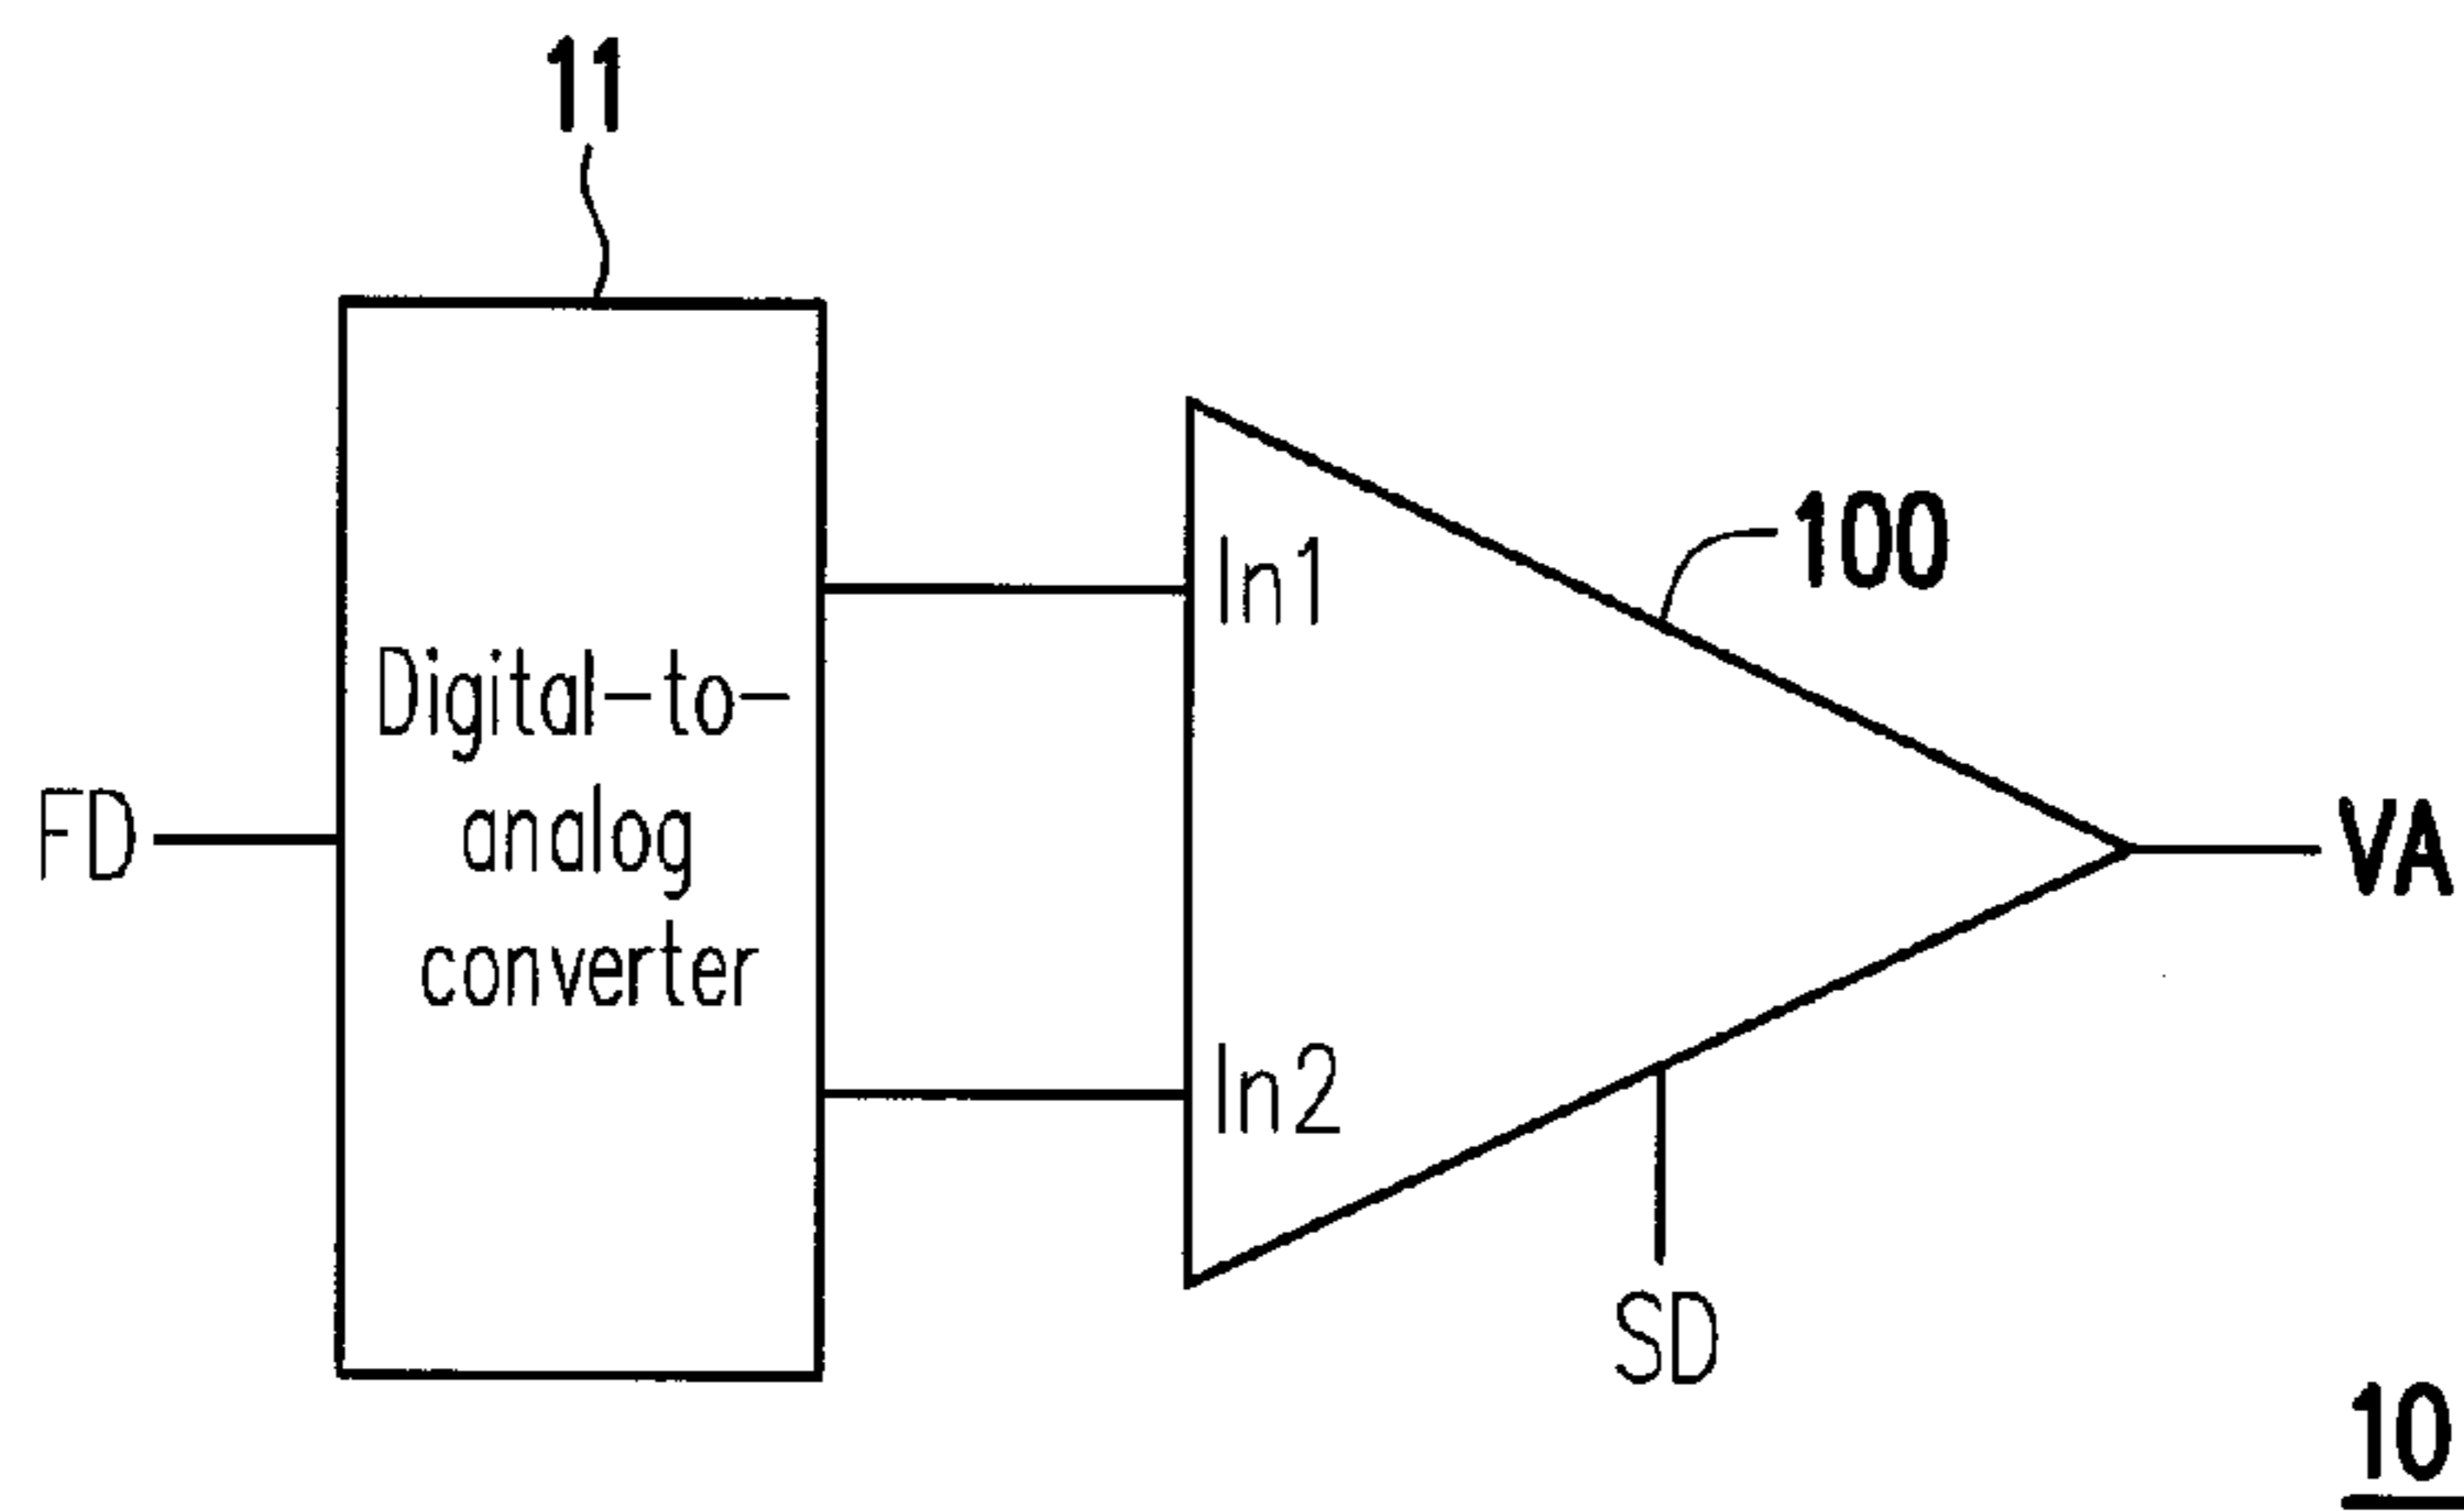 11
100
In1
Digital-to-
analog
converter
FD
VA
In2
SD
10